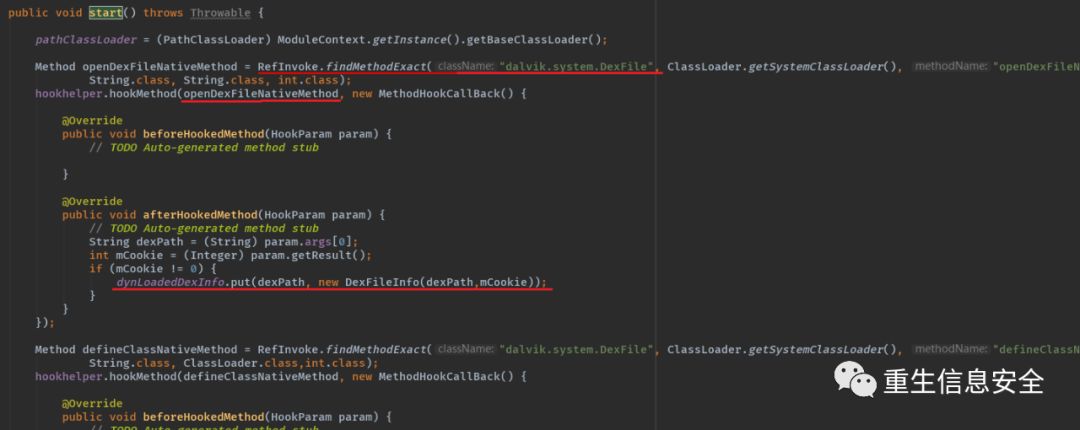 public void start() throws Throwable {
pathClassLoader = (PathClassLoader) ModuleContext.getInstance().getBaseClassLoader();
Method openDexFileNativeMethod = RefInvoke.findMethodExact( className: "dalvik.system.DexFile", ClassLoader.getSystemClassLoader(), methodName: "openDexFileN
String.class, String.class, int.class);
hookhelper.hookMethod(openDexFileNativeMethod, new MethodHookCallBack() {
@Override
public void beforeHookedMethod(HookParam param) {
// TODO Auto-generated method stub
}
@Override
public void afterHookedMethod(HookParam param) {
// TODO Auto-generated method stub
String dexPath = (String) param.args[0];
int mCookie = (Integer) param.getResult();
if (mCookie != 0) {
dynLoadedDexInfo.put(dexPath, new DexFileInfo(dexPath,mCookie));
}
}
});
Method defineClassNativeMethod = RefInvoke.findMethodExact( className: "dalvik.system.DexFile", ClassLoader.getSystemClassLoader(), methodName: "defineClassN
String.class, ClassLoader.class,int.class);
hookhelper.hookMethod(defineClassNativeMethod, new MethodHookCallBack() {
@Override
public void beforeHookedMethod(HookParam param) {
// TODO Auto-generated method stub
重生信息安全